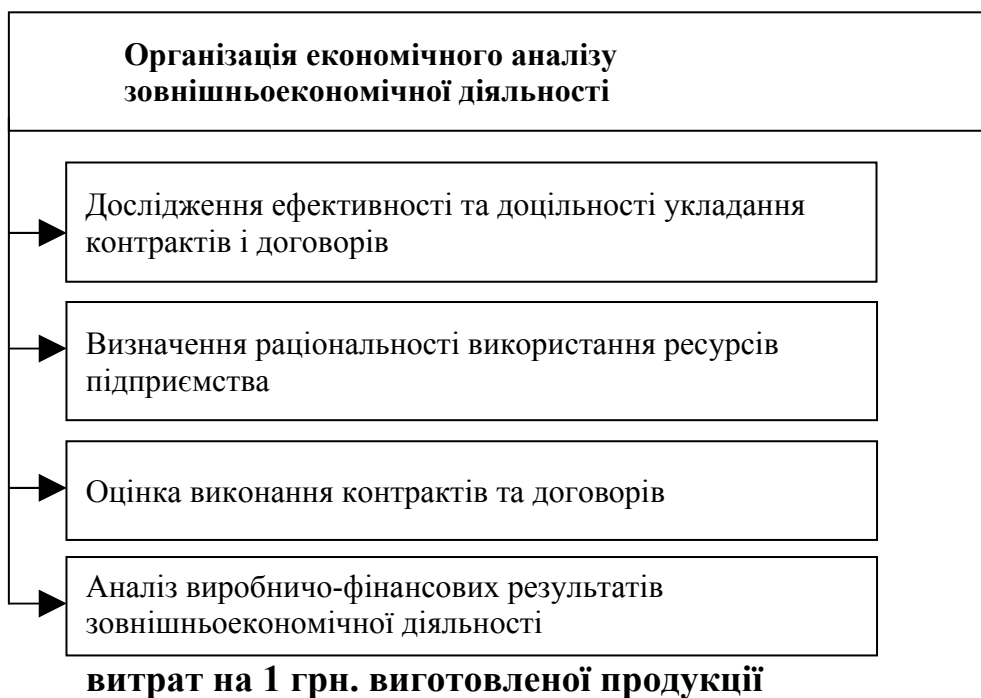 Організація економічного аналізу
зовнішньоекономічної діяльності
Дослідження ефективності та доцільності укладання
контрактів і договорів
Визначення раціональності використання ресурсів
підприємства
Оцінка виконання контрактів та договорів
Аналіз виробничо-фінансових результатів
зовнішньоекономічної діяльності
витрат на 1 грн. виготовленої продукції